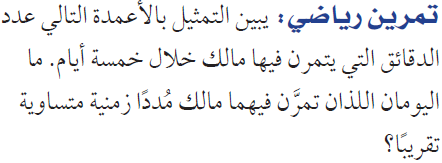 تمرين رياضي: يبين التمثيل بالأعمدة التالي عدد
الدقائق التي يتمرن فيها مالك خلال خمسة أيام. ما
اليومان اللذان تمرَّن فيهما مالك مُددًا زمنية متساوية
تقريبًا؟